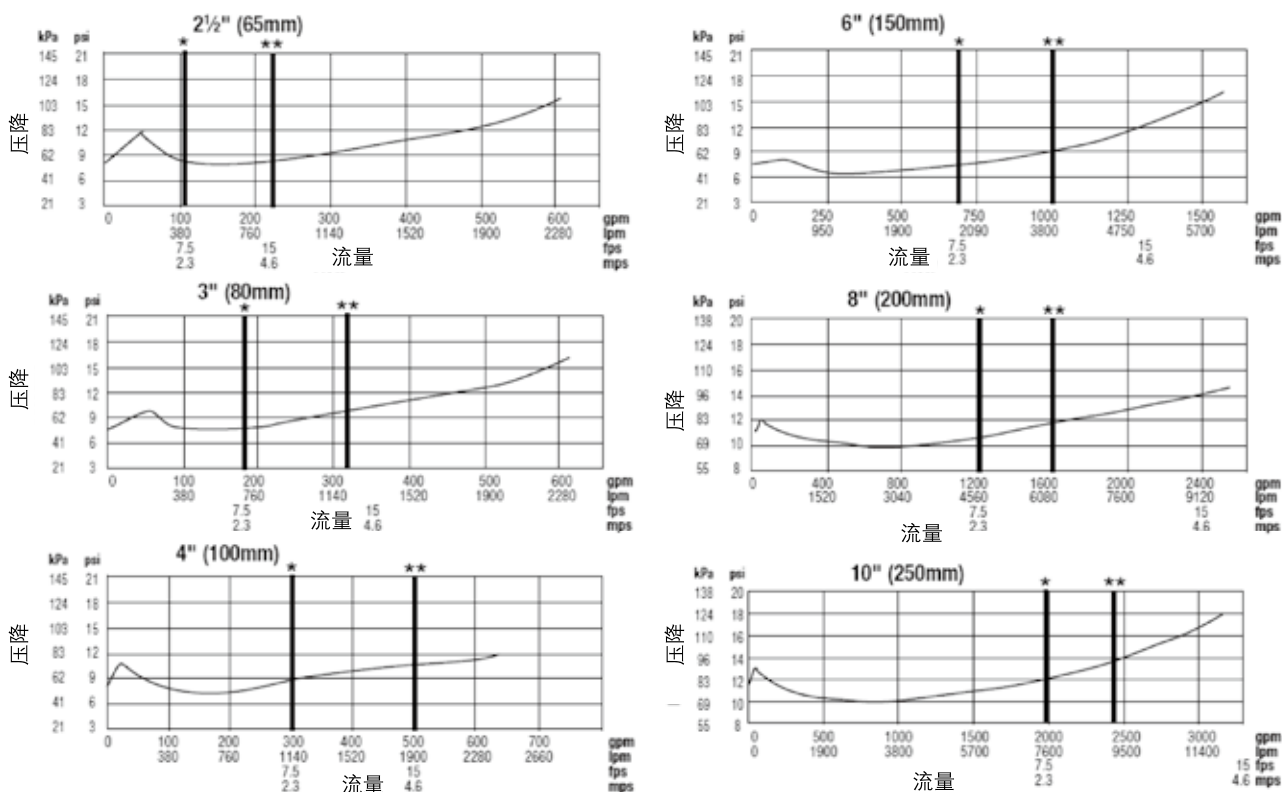 2½" (65mm)
* **
kPa psi
145 21
124 18
103 15
83 12
62 9
41 6
21 3
压降
0 100 200 300 400 500 600 gpm
380 760 1140 1520 1900 2280 lpm
7.5 15 fps
2.3 4.6 mps
流量
3" (80mm)
* **
kPa psi
145 21
124 18
103 15
83 12
62 9
41 6
21 3
压降
0 100 200 300 400 500 600 gpm
380 760 1140 1520 1900 2280 lpm
7.5 15 fps
2.3 4.6 mps
流量
4" (100mm)
* **
kPa psi
145 21
124 18
103 15
83 12
62 9
41 6
21 3
压降
0 100 200 300 400 500 600 700 gpm
380 760 1140 1520 1900 2280 2660 lpm
7.5 15 fps
2.3 4.6 mps
流量
6" (150mm)
* **
kPa psi
145 21
124 18
103 15
83 12
62 9
41 6
21 3
压降
0 250 500 750 1000 1250 1500 gpm
950 1900 2090 3800 4750 5700 lpm
7.5 15 fps
2.3 4.6 mps
流量
8" (200mm)
* **
kPa psi
138 20
124 18
110 16
96 14
83 12
69 10
55 8
压降
0 400 800 1200 1600 2000 2400 gpm
1520 3040 4560 6080 7600 9120 lpm
7.5 15 fps
2.3 4.6 mps
流量
10" (250mm)
* **
kPa psi
138 20
124 18
110 16
96 14
83 12
69 10
55 8
压降
0 500 1000 1500 2000 2500 3000 gpm
0 1900 3800 5700 7600 9500 11400 lpm
7.5 15 fps
2.3 4.6 mps
流量